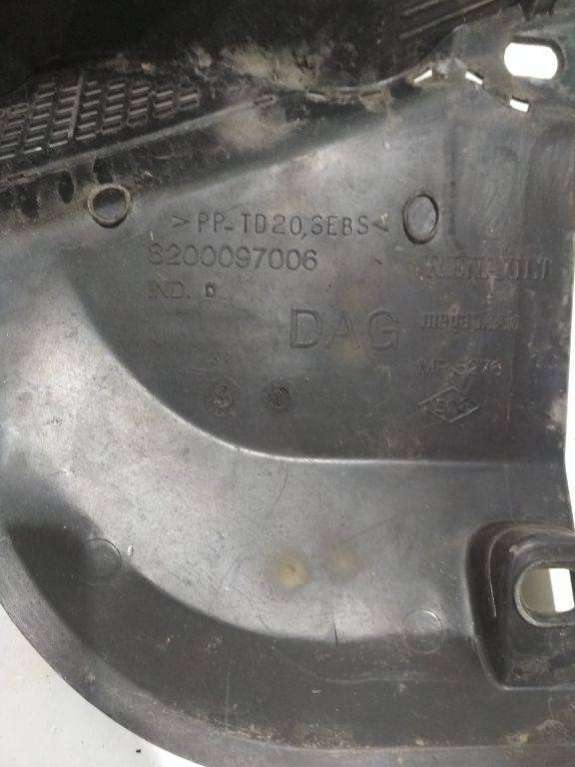 >PP-TD20,SEBS<
8200097006
RENAULT
IND. D
DAG